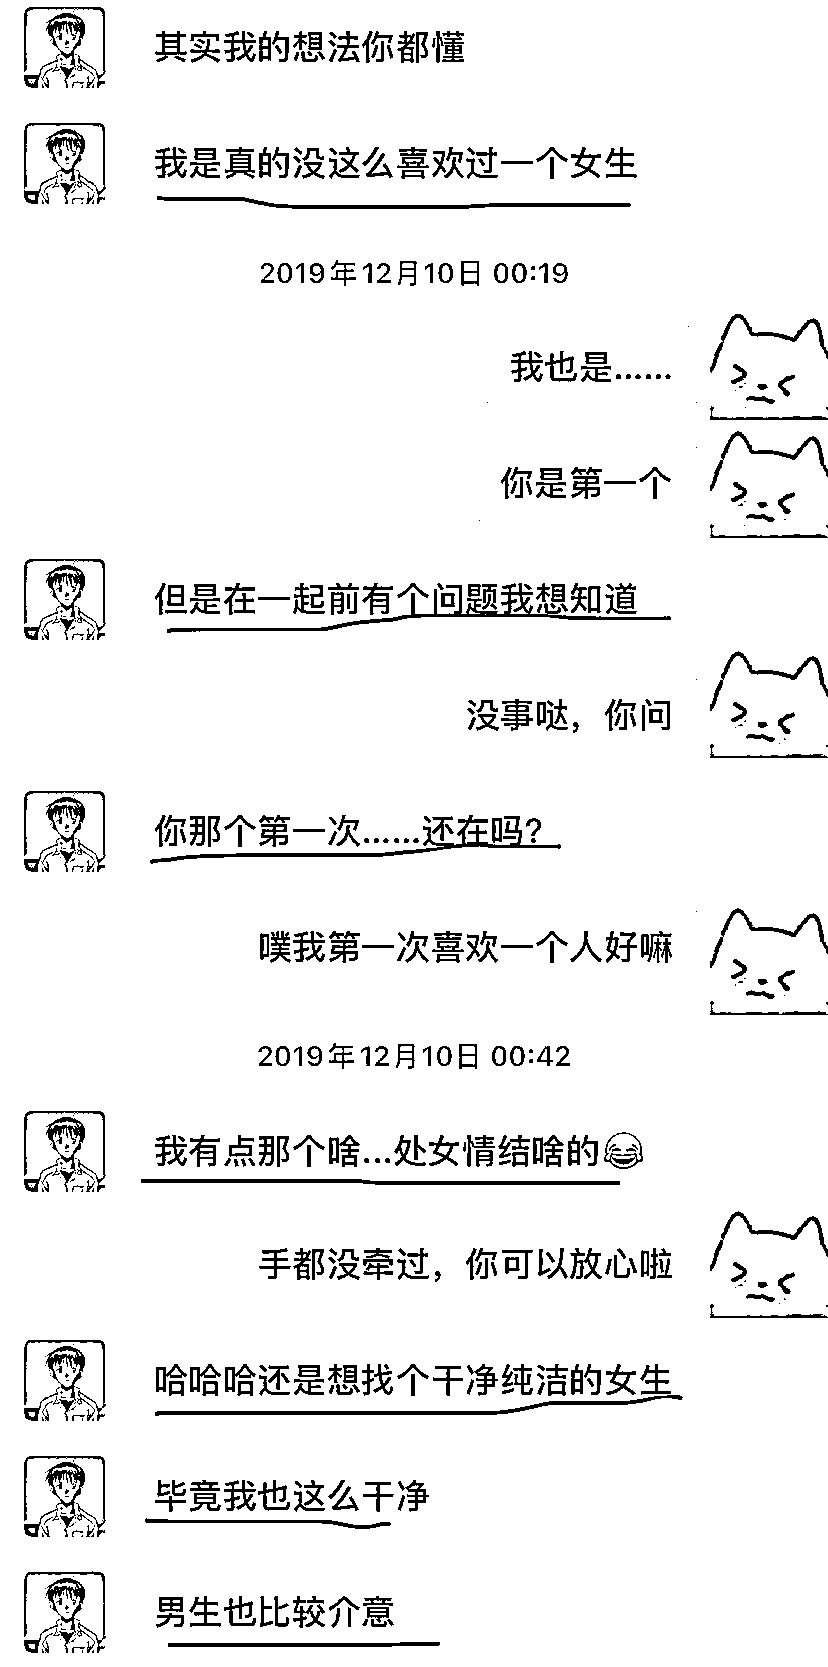 其实我的想法你都懂
我是真的没这么喜欢过一个女生
2019年12月10日 00:19
我也是……
你是第一个
但是在一起前有个问题我想知道
没事哒，你问
你那个第一次……还在吗？
噗我第一次喜欢一个人好嘛
2019年12月10日 00:42
我有点那个啥…处女情结啥的😂
手都没牵过，你可以放心啦
哈哈哈还是想找个干净纯洁的女生
毕竟我也这么干净
男生也比较介意